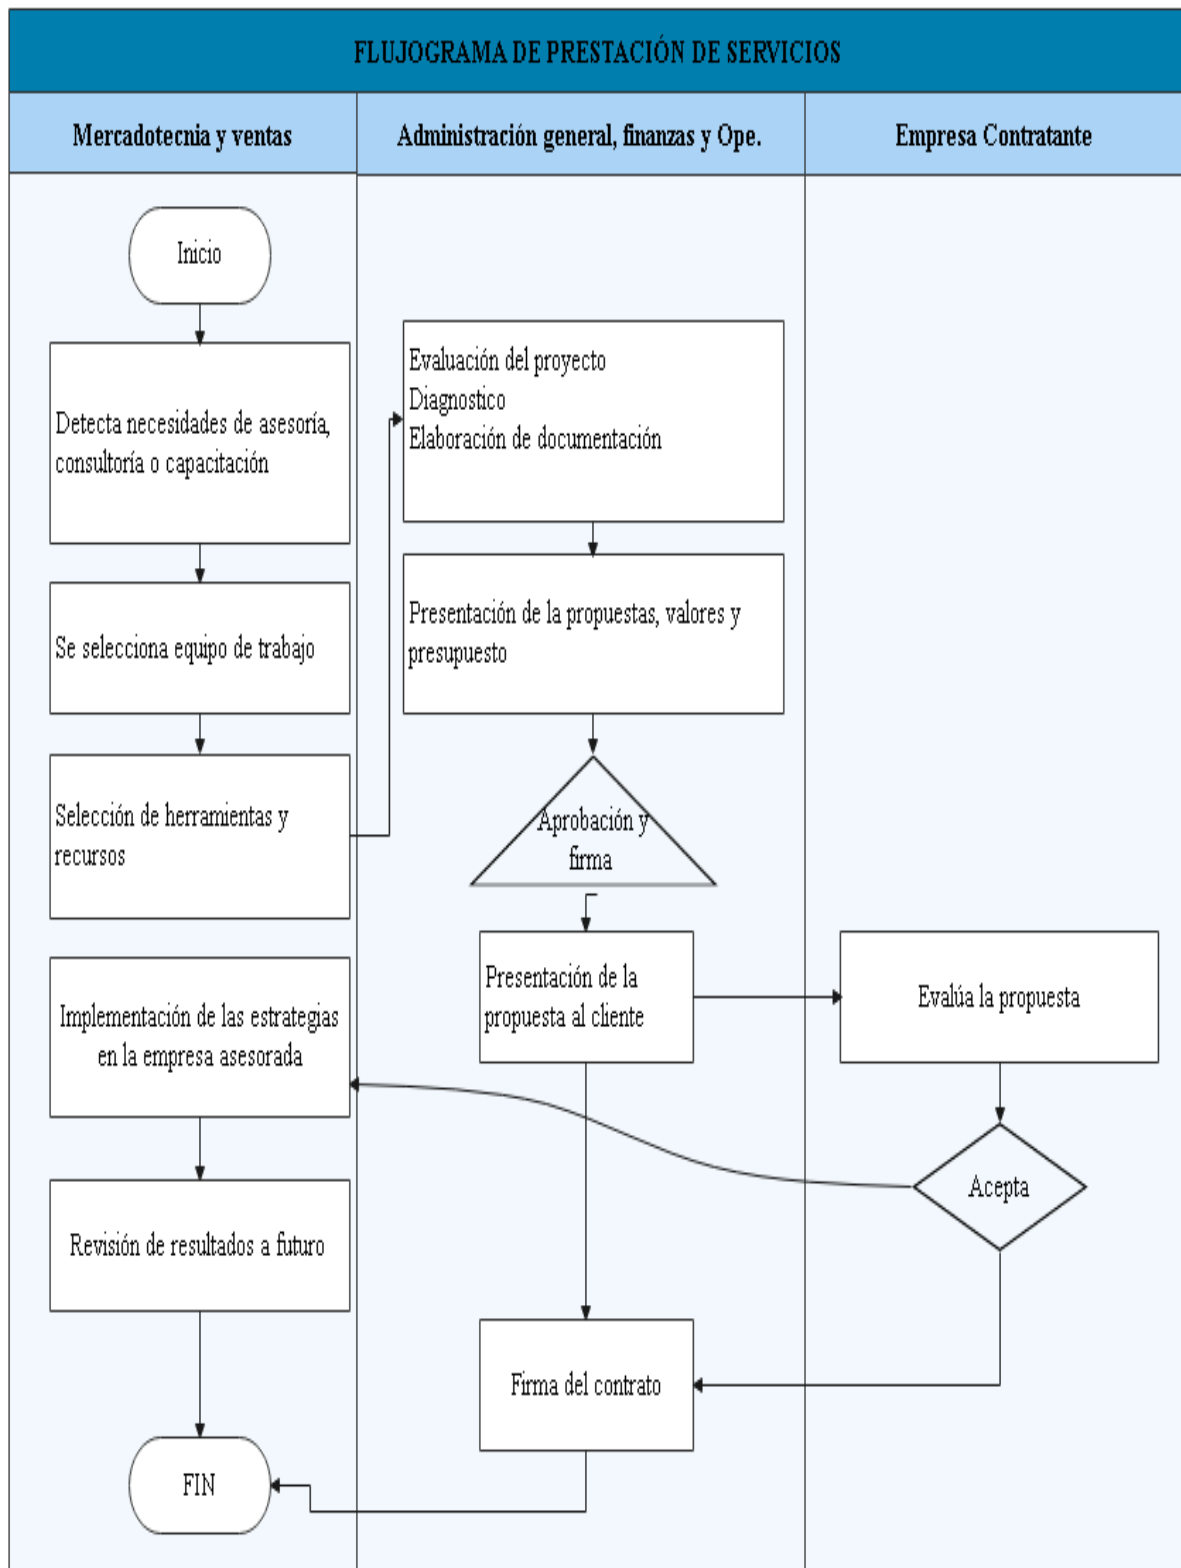 FLUJOGRAMA DE PRESTACIÓN DE SERVICIOS
Mercadotecnia y ventas
Administración general, finanzas y Ope.
Empresa Contratante
Inicio
Detecta necesidades de asesoría,
consultoría o capacitación
Se selecciona equipo de trabajo
Selección de herramientas y
recursos
Evaluación del proyecto
Diagnostico
Elaboración de documentación
Presentación de la propuestas, valores y
presupuesto
Aprobación y
firma
Presentación de la
propuesta al cliente
Evalúa la propuesta
Acepta
Implementación de las estrategias
en la empresa asesorada
Revisión de resultados a futuro
Firma del contrato
FIN